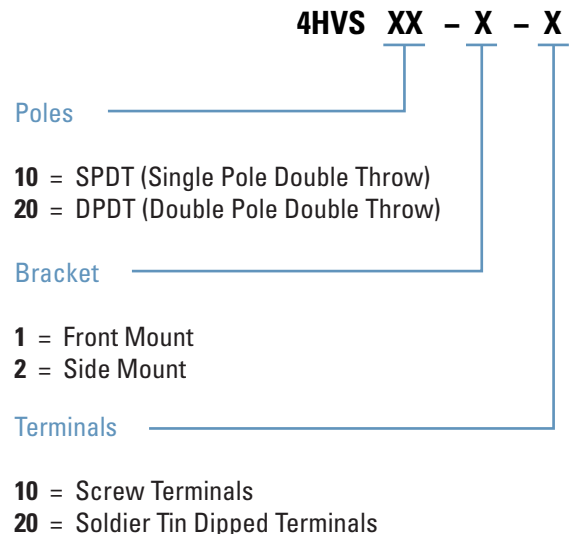 4HVS XX – X – X
Poles
10 = SPDT (Single Pole Double Throw)
20 = DPDT (Double Pole Double Throw)
Bracket
1 = Front Mount
2 = Side Mount
Terminals
10 = Screw Terminals
20 = Soldier Tin Dipped Terminals